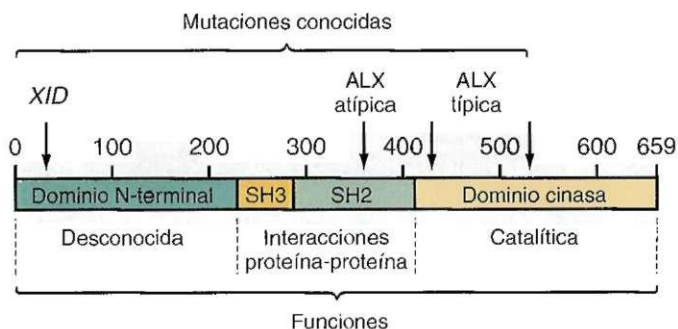 Mutaciones conocidas
XID
ALX
atípica
ALX
típica
0 100 200 300 400 500 600 659
Dominio N-terminal SH3 SH2 Dominio cinasa
Desconocida
Interacciones
proteína-proteína
Catalítica
Funciones